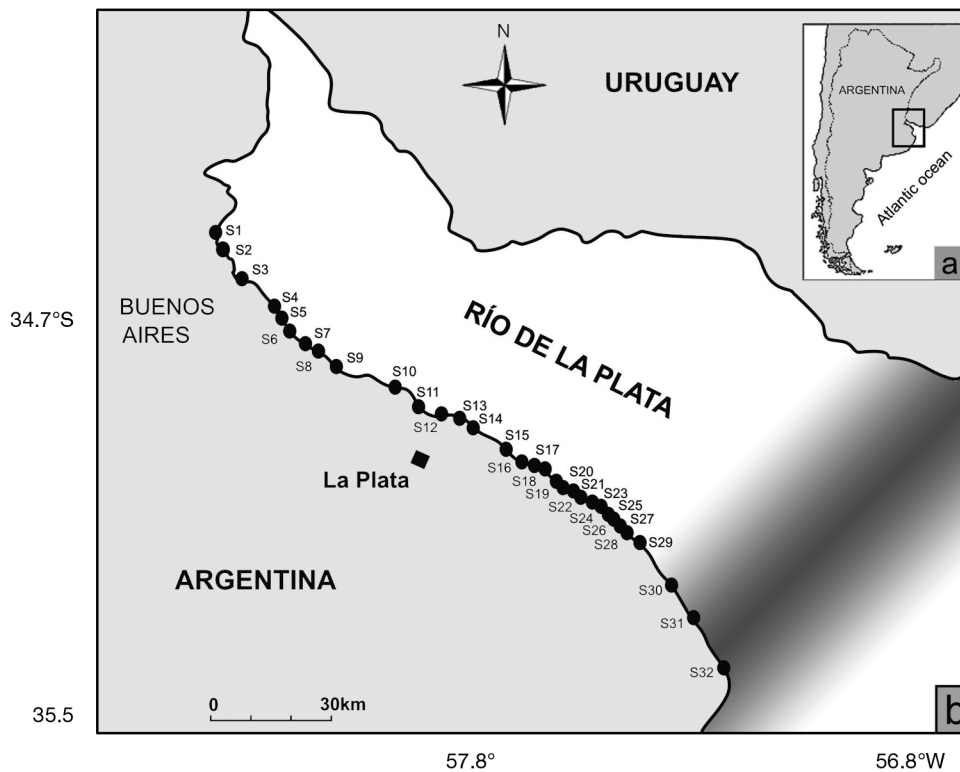 N
URUGUAY
ARGENTINA
Atlantic ocean
a
S1
S2
S3
34.7°S
BUENOS
AIRES
S4
S5
S6
S7
S8
S9
RÍO DE LA PLATA
S10
S11
S12
S13
S14
S15
S16
S17
S18
La Plata
S19
S20
S21
S22
S23
S24
S25
S26
S27
S28
S29
ARGENTINA
S30
S31
S32
0
30km
35.5
b
57.8°
56.8°W